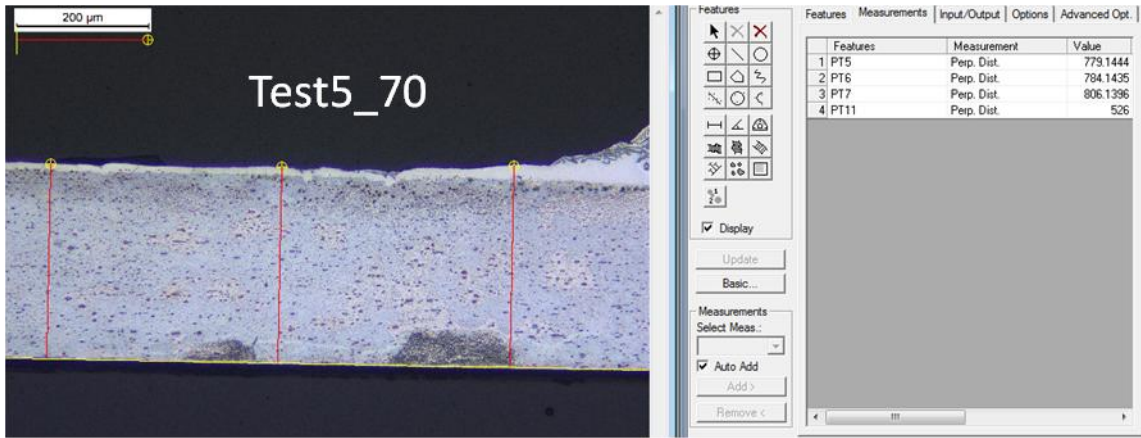 200 µm
Test5_70
Features
Display
Update
Basic...
Measurements
Select Meas.:
Auto Add
Add >
Remove <
Features Measurements Input/Output Options Advanced Opt.
Features Measurement Value
1 PT5 Perp. Dist. 779.1444
2 PT6 Perp. Dist. 784.1435
3 PT7 Perp. Dist. 806.1396
4 PT11 Perp. Dist. 526